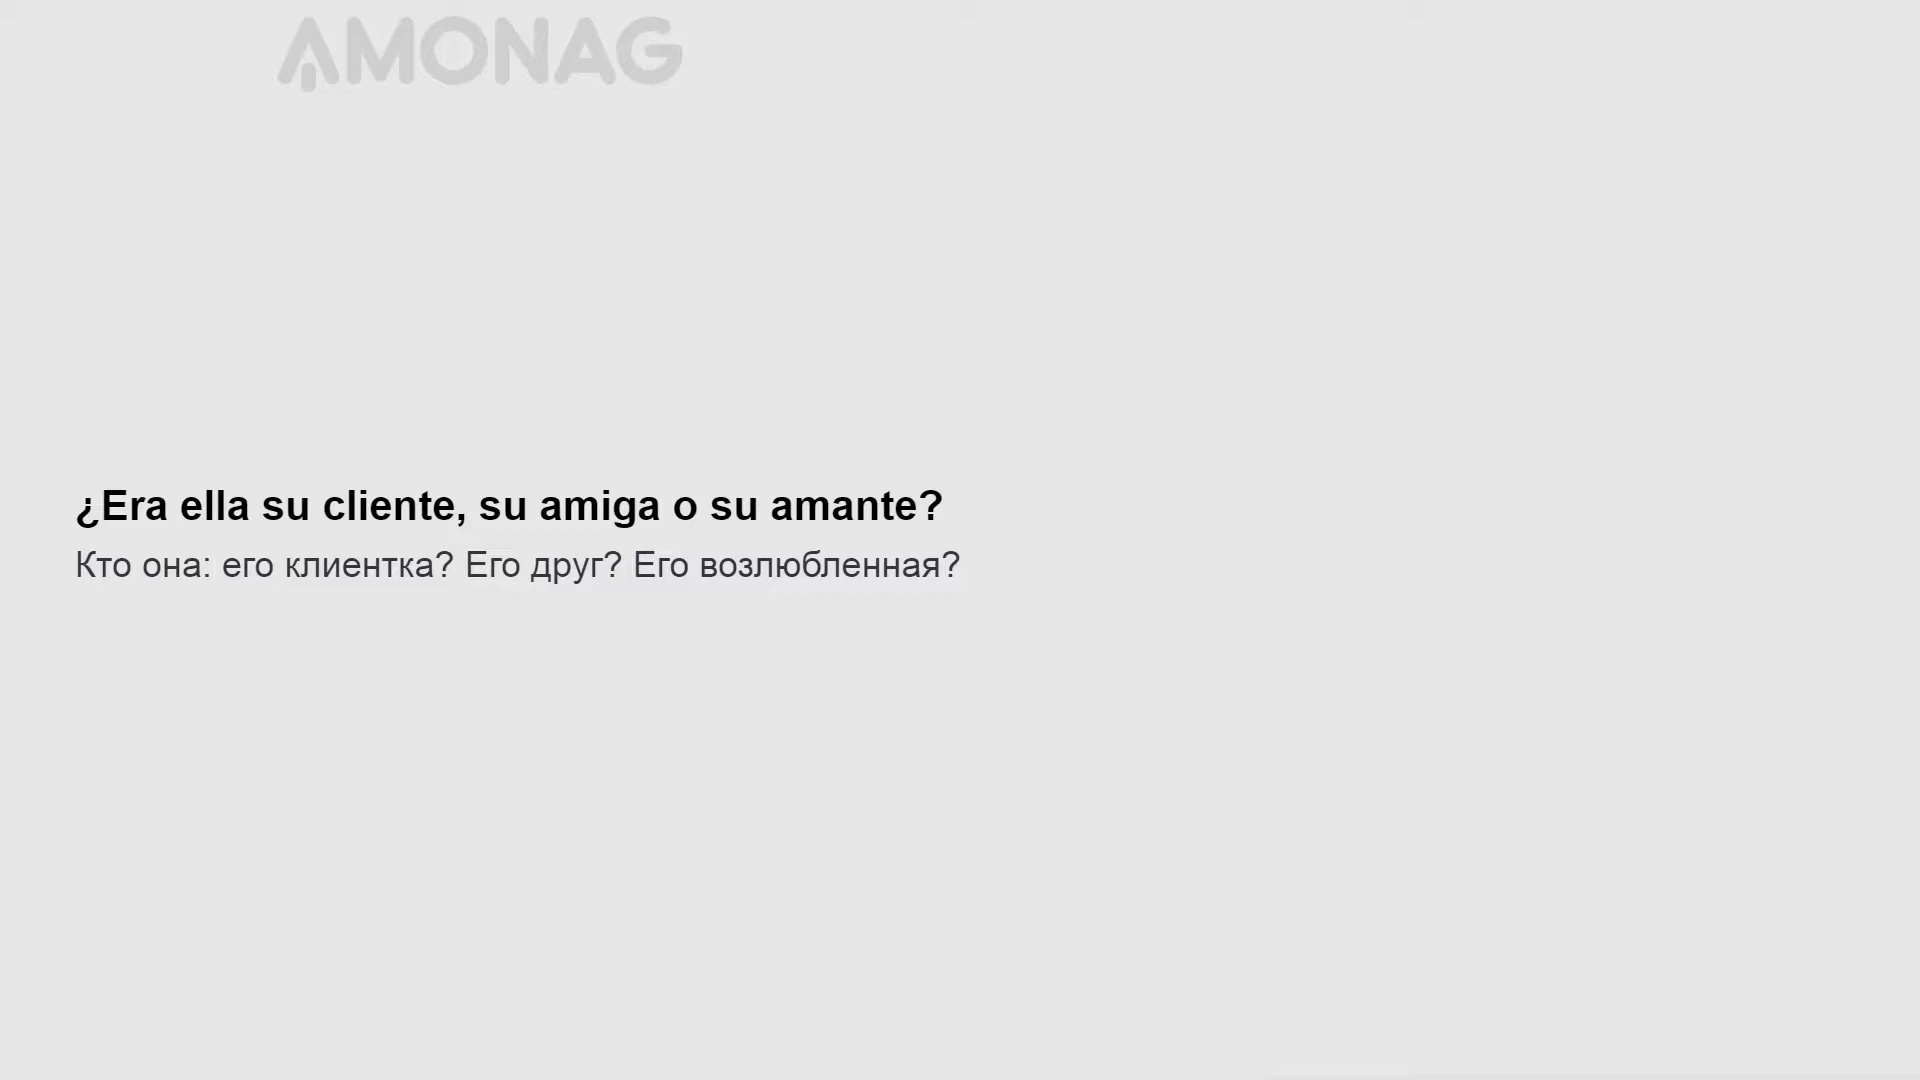 AMONAG
¿Era ella su cliente, su amiga o su amante?
Кто она: его клиентка? Его друг? Его возлюбленная?